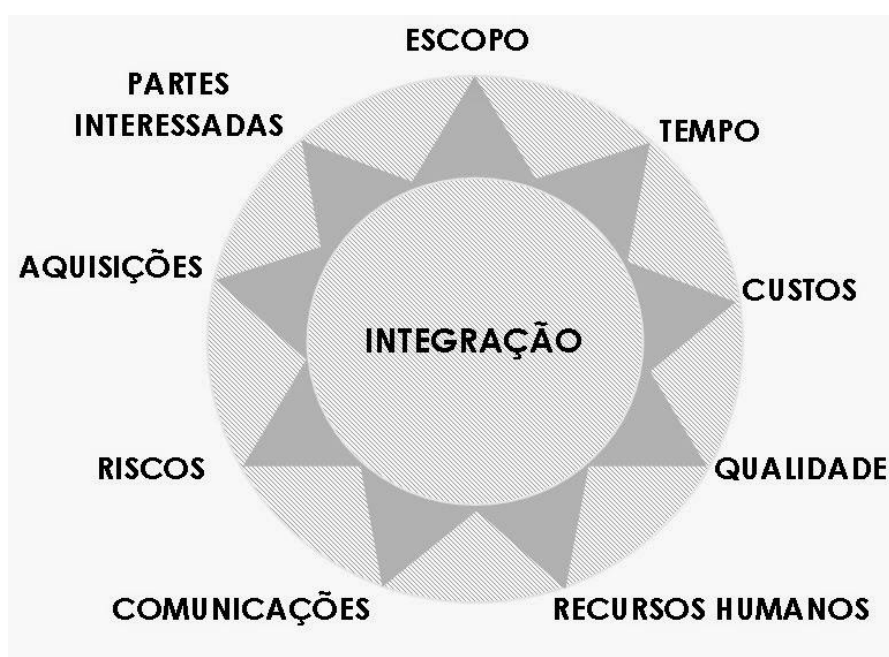 ESCOPO
PARTES
INTERESSADAS
TEMPO
AQUISIÇÕES
CUSTOS
INTEGRAÇÃO
RISCOS
QUALIDADE
COMUNICAÇÕES
RECURSOS HUMANOS